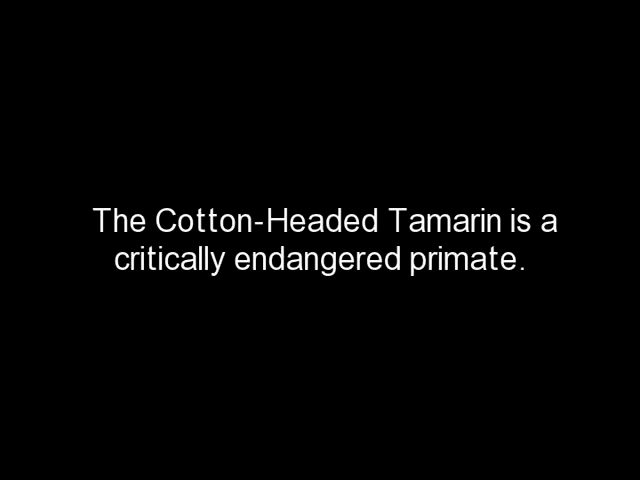 The Cotton-Headed Tamarin is a
critically endangered primate.